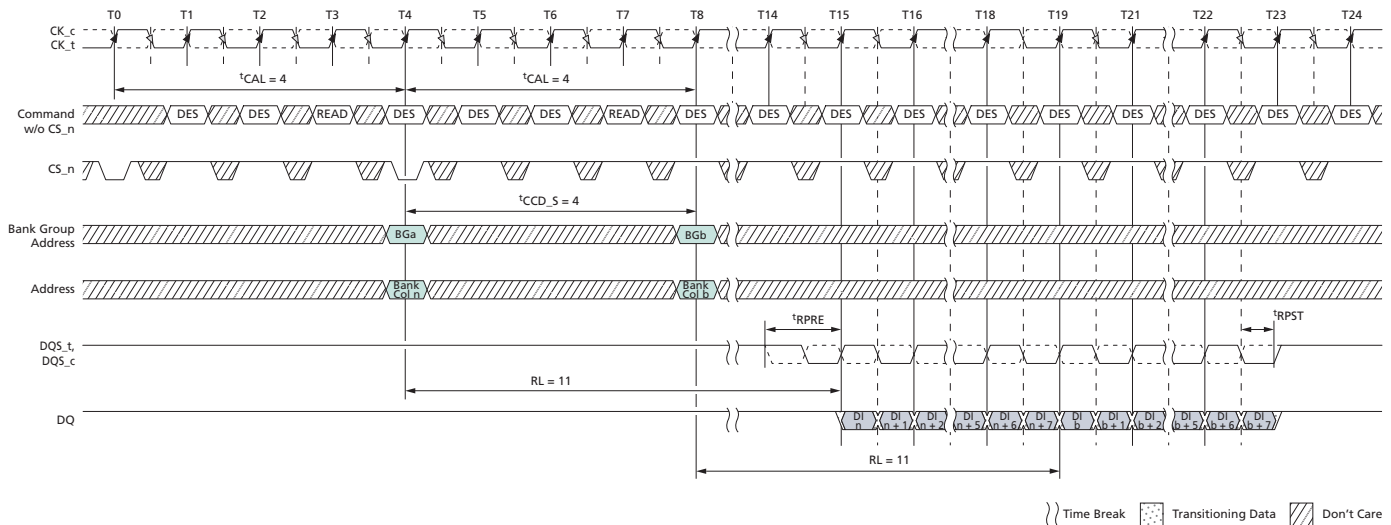 T0 T1 T2 T3 T4 T5 T6 T7 T8 T14 T15 T16 T18 T19 T21 T22 T23 T24
CK_c
CK_t
tCAL = 4 tCAL = 4
Command
w/o CS_n
DES DES READ DES DES DES READ DES DES DES DES DES DES DES DES DES DES
CS_n
tCCD_S = 4
Bank Group
Address
BGa BGb
Address
Bank
Col n
Bank
Col b
tRPRE tRPST
DQS_t,
DQS_c
RL = 11
DQ
DI
n
DI
n + 1
DI
n + 2
DI
n + 5
DI
n + 6
DI
n + 7
DI
b
DI
b + 1
DI
b + 2
DI
b + 5
DI
b + 6
DI
b + 7
RL = 11
Time Break Transitioning Data Don't Care